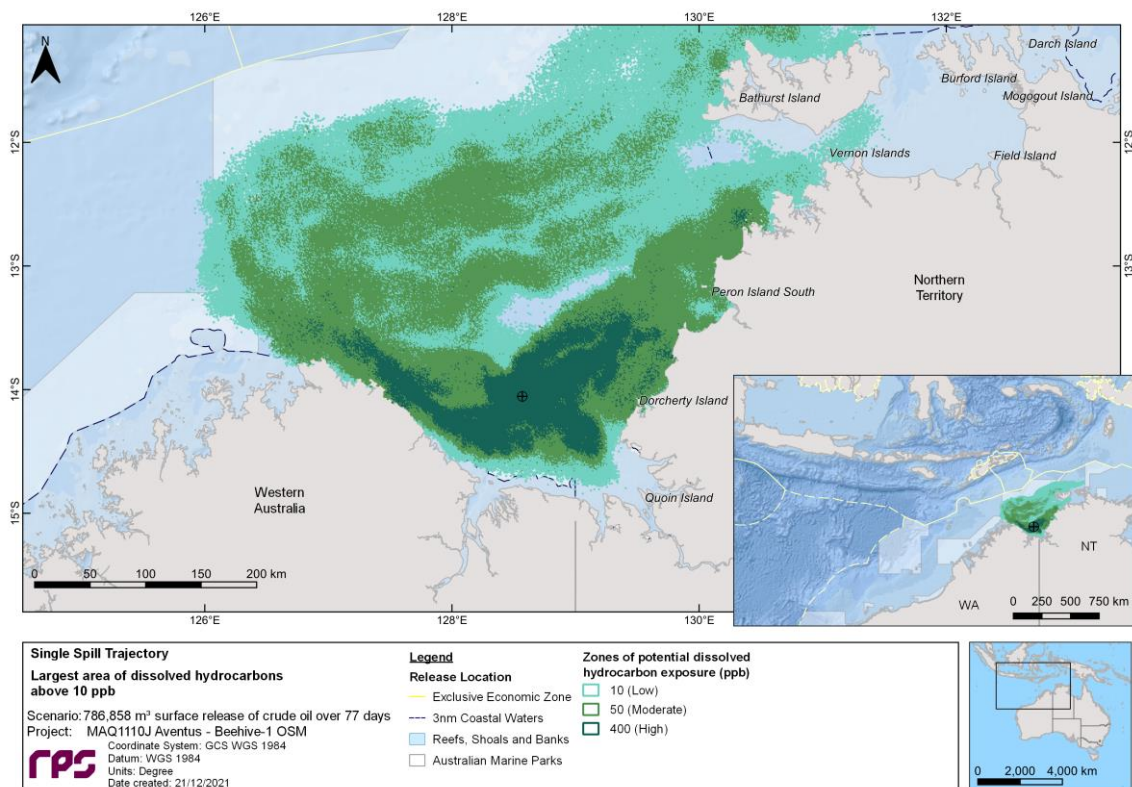 126°E 128°E 130°E 132°E
N
Darch Island
Burford Island
Mogogout Island
Bathurst Island
12°S 12°S
Vernon Islands
Field Island
13°S 13°S
Northern
Territory
Peron Island South
14°S 14°S
Dorcherty Island
Western
Australia
Quoin Island
15°S
0 50 100 150 200 km
126°E 128°E 130°E
NT
WA
0 250 500 750 km
Single Spill Trajectory
Largest area of dissolved hydrocarbons
above 10 ppb
Scenario: 786,858 m³ surface release of crude oil over 77 days
Project: MAQ1110J Aventus - Beehive-1 OSM
rps
Coordinate System: GCS WGS 1984
Datum: WGS 1984
Units: Degree
Date created: 21/12/2021
Legend
Release Location
Exclusive Economic Zone
3nm Coastal Waters
Reefs, Shoals and Banks
Australian Marine Parks
Zones of potential dissolved
hydrocarbon exposure (ppb)
10 (Low)
50 (Moderate)
400 (High)
0 2,000 4,000 km